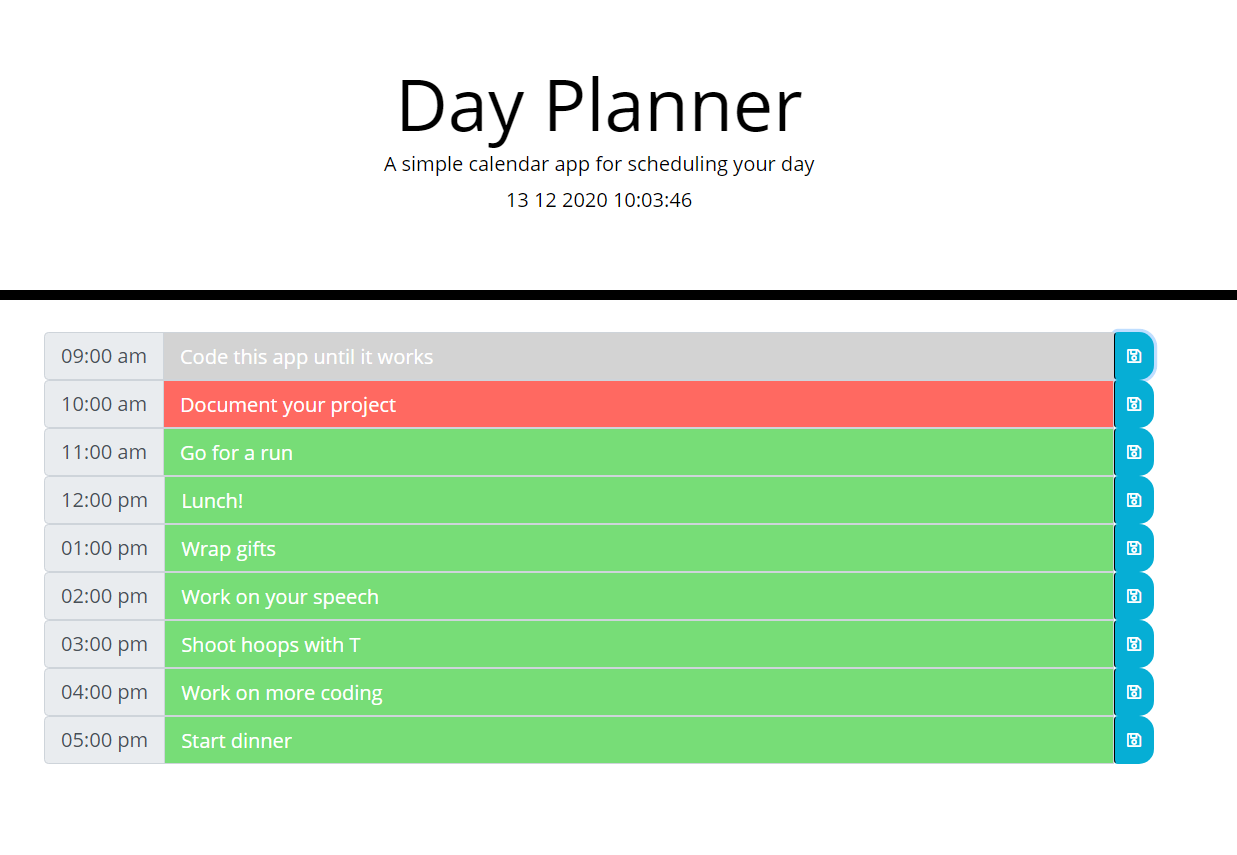 Day Planner
A simple calendar app for scheduling your day
13 12 2020 10:03:46
09:00 am Code this app until it works
10:00 am Document your project
11:00 am Go for a run
12:00 pm Lunch!
01:00 pm Wrap gifts
02:00 pm Work on your speech
03:00 pm Shoot hoops with T
04:00 pm Work on more coding
05:00 pm Start dinner